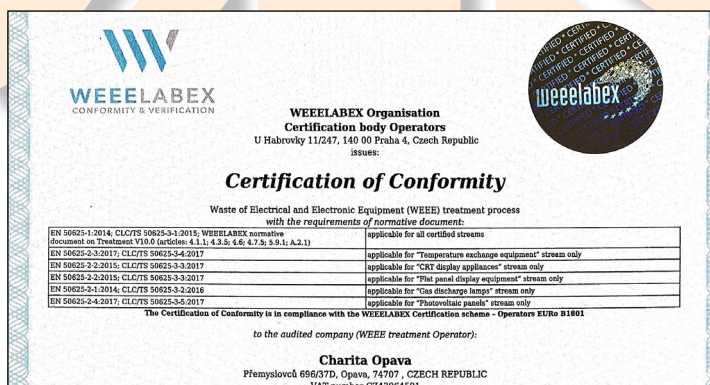 WEEELABEX
CONFORMITY & VERIFICATION
weeelabex
WEEELABEX Organisation
Certification body Operators
U Habrovky 11/247, 140 00 Praha 4, Czech Republic
issues:
Certification of Conformity
Waste of Electrical and Electronic Equipment (WEEE) treatment process
with the requirements of normative document:
EN 50625-1:2014; CLC/TS 50625-3-1:2015; WEEELABEX normative
document on Treatment V10.0 (articles: 4.1.1; 4.3.5; 4.6; 4.7.5; 5.9.1; A.2.1)
applicable for all certified streams
EN 50625-2-3:2017; CLC/TS 50625-3-4:2017
applicable for "Temperature exchange equipment" stream only
EN 50625-2-2:2015; CLC/TS 50625-3-3:2017
applicable for "CRT display appliances" stream only
EN 50625-2-2:2015; CLC/TS 50625-3-3:2017
applicable for "Flat panel display equipment" stream only
EN 50625-2-1:2014; CLC/TS 50625-3-2:2016
applicable for "Gas discharge lamps" stream only
EN 50625-2-4:2017; CLC/TS 50625-3-5:2017
applicable for "Photovoltaic panels" stream only
The Certification of Conformity is in compliance with the WEEELABEX Certification scheme – Operators EURo B1801
to the audited company (WEEE treatment Operator):
Charita Opava
Přemyslovců 696/37D, Opava, 74707 , CZECH REPUBLIC